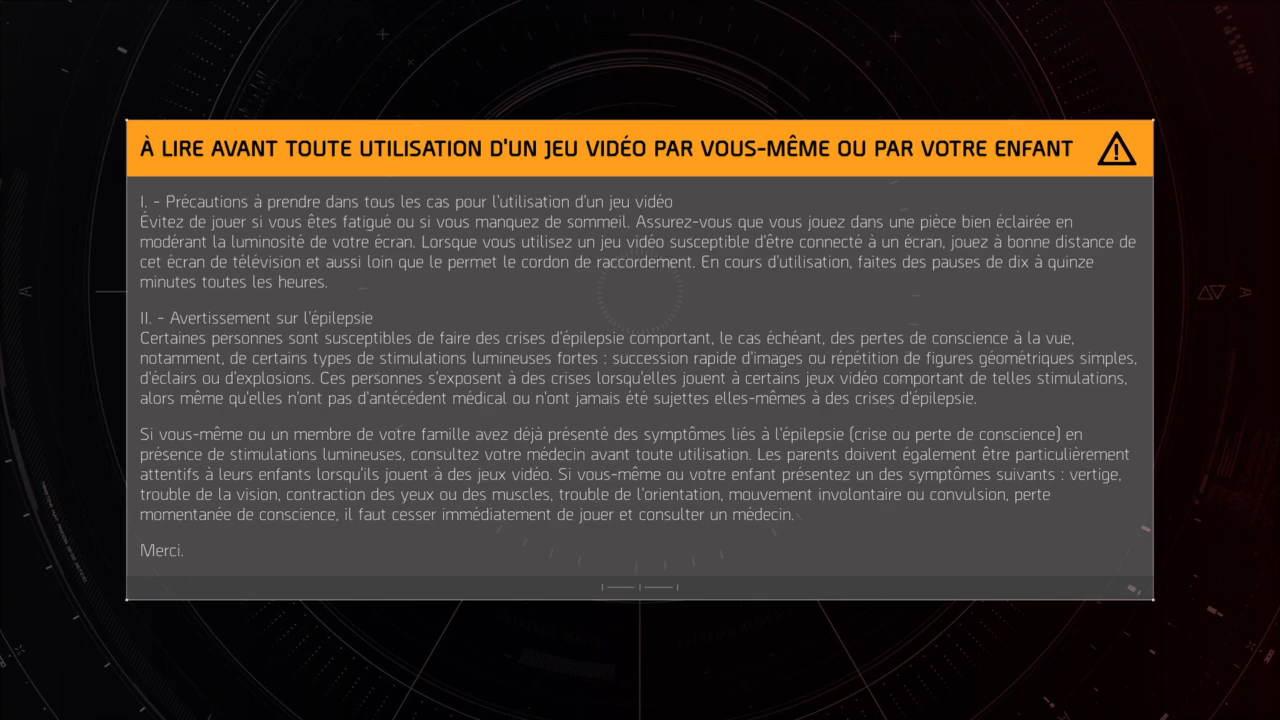 À LIRE AVANT TOUTE UTILISATION D'UN JEU VIDÉO PAR VOUS-MÊME OU PAR VOTRE ENFANT
I. - Précautions à prendre dans tous les cas pour l'utilisation d'un jeu vidéo
Évitez de jouer si vous êtes fatigué ou si vous manquez de sommeil. Assurez-vous que vous jouez dans une pièce bien éclairée en
modérant la luminosité de votre écran. Lorsque vous utilisez un jeu vidéo susceptible d'être connecté à un écran, jouez à bonne distance de
cet écran de télévision et aussi loin que le permet le cordon de raccordement. En cours d'utilisation, faites des pauses de dix à quinze
minutes toutes les heures.
II. - Avertissement sur l'épilepsie
Certaines personnes sont susceptibles de faire des crises d'épilepsie comportant, le cas échéant, des pertes de conscience à la vue,
notamment, de certains types de stimulations lumineuses fortes : succession rapide d'images ou répétition de figures géométriques simples,
d'éclairs ou d'explosions. Ces personnes s'exposent à des crises lorsqu'elles jouent à certains jeux vidéo comportant de telles stimulations,
alors même qu'elles n'ont pas d'antécédent médical ou n'ont jamais été sujettes elles-mêmes à des crises d'épilepsie.
Si vous-même ou un membre de votre famille avez déjà présenté des symptômes liés à l'épilepsie (crise ou perte de conscience) en
présence de stimulations lumineuses, consultez votre médecin avant toute utilisation. Les parents doivent également être particulièrement
attentifs à leurs enfants lorsqu'ils jouent à des jeux vidéo. Si vous-même ou votre enfant présentez un des symptômes suivants : vertige,
trouble de la vision, contraction des yeux ou des muscles, trouble de l'orientation, mouvement involontaire ou convulsion, perte
momentanée de conscience, il faut cesser immédiatement de jouer et consulter un médecin.
Merci.